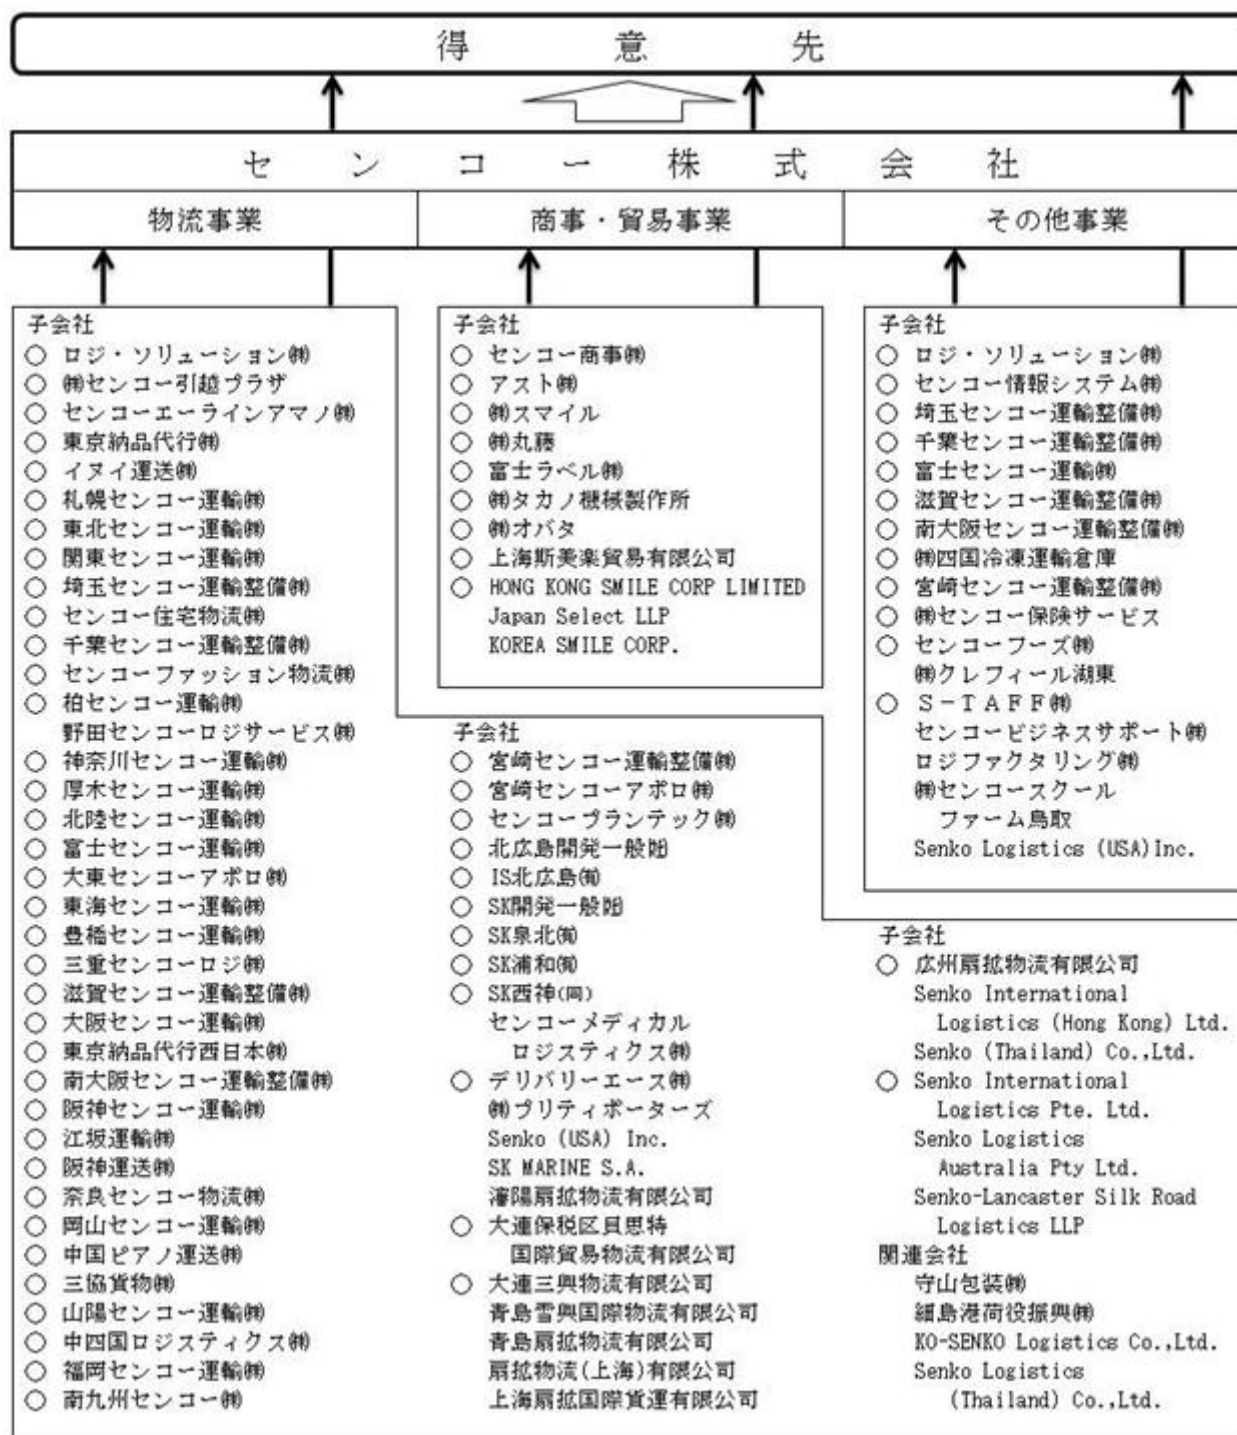 得意先
センコー株式会社
物流事業
商事・貿易事業
その他事業
子会社
○ ロジ・ソリューション㈱
○ ㈱センコー引越プラザ
○ センコーエーラインアマノ㈱
○ 東京納品代行㈱
○ イヌイ運送㈱
○ 札幌センコー運輸㈱
○ 東北センコー運輸㈱
○ 関東センコー運輸㈱
○ 埼玉センコー運輸整備㈱
○ センコー住宅物流㈱
○ 千葉センコー運輸整備㈱
○ センコーファッション物流㈱
○ 柏センコー運輸㈱
野田センコーロジサービス㈱
○ 神奈川センコー運輸㈱
○ 厚木センコー運輸㈱
○ 北陸センコー運輸㈱
○ 富士センコー運輸㈱
○ 大東センコーアポロ㈱
○ 東海センコー運輸㈱
○ 豊橋センコー運輸㈱
○ 三重センコーロジ㈱
○ 滋賀センコー運輸整備㈱
○ 大阪センコー運輸㈱
○ 東京納品代行西日本㈱
○ 南大阪センコー運輸整備㈱
○ 阪神センコー運輸㈱
○ 江坂運輸㈱
○ 阪神運送㈱
○ 奈良センコー物流㈱
○ 岡山センコー運輸㈱
○ 中国ピアノ運送㈱
○ 三協貨物㈱
○ 山陽センコー運輸㈱
○ 中四国ロジスティクス㈱
○ 福岡センコー運輸㈱
○ 南九州センコー㈱
子会社
○ センコー商事㈱
○ アスト㈱
○ ㈱スマイル
○ ㈱丸藤
○ 富士ラベル㈱
○ ㈱タカノ機械製作所
○ ㈱オバタ
○ 上海斯美楽貿易有限公司
○ HONG KONG SMILE CORP LIMITED
Japan Select LLP
KOREA SMILE CORP.
子会社
○ 宮崎センコー運輸整備㈱
○ 宮崎センコーアポロ㈱
○ センコープランテック㈱
○ 北広島開発一般㈳
○ IS北広島㈲
○ SK開発一般㈳
○ SK泉北㈲
○ SK浦和㈲
○ SK西神(同)
センコーメディカル
ロジスティクス㈱
○ デリバリーエース㈱
㈱プリティポーターズ
Senko (USA) Inc.
SK MARINE S.A.
瀋陽扇拡物流有限公司
○ 大連保税区貝思特
国際貿易物流有限公司
○ 大連三興物流有限公司
青島雪興国際物流有限公司
青島扇拡物流有限公司
扇拡物流(上海)有限公司
上海扇拡国際貨運有限公司
子会社
○ ロジ・ソリューション㈱
○ センコー情報システム㈱
○ 埼玉センコー運輸整備㈱
○ 千葉センコー運輸整備㈱
○ 富士センコー運輸㈱
○ 滋賀センコー運輸整備㈱
○ 南大阪センコー運輸整備㈱
○ ㈱四国冷凍運輸倉庫
○ 宮崎センコー運輸整備㈱
○ ㈱センコー保険サービス
○ センコーフーズ㈱
㈱クレフィール湖東
○ S-TAFF㈱
センコービジネスサポート㈱
ロジファクタリング㈱
㈱センコースクール
ファーム鳥取
Senko Logistics (USA)Inc.
子会社
○ 広州扇拡物流有限公司
Senko International
Logistics (Hong Kong) Ltd.
Senko (Thailand) Co.,Ltd.
○ Senko International
Logistics Pte. Ltd.
Senko Logistics
Australia Pty Ltd.
Senko-Lancaster Silk Road
Logistics LLP
関連会社
守山包装㈱
細島港荷役振興㈱
KO-SENKO Logistics Co.,Ltd.
Senko Logistics
(Thailand) Co.,Ltd.